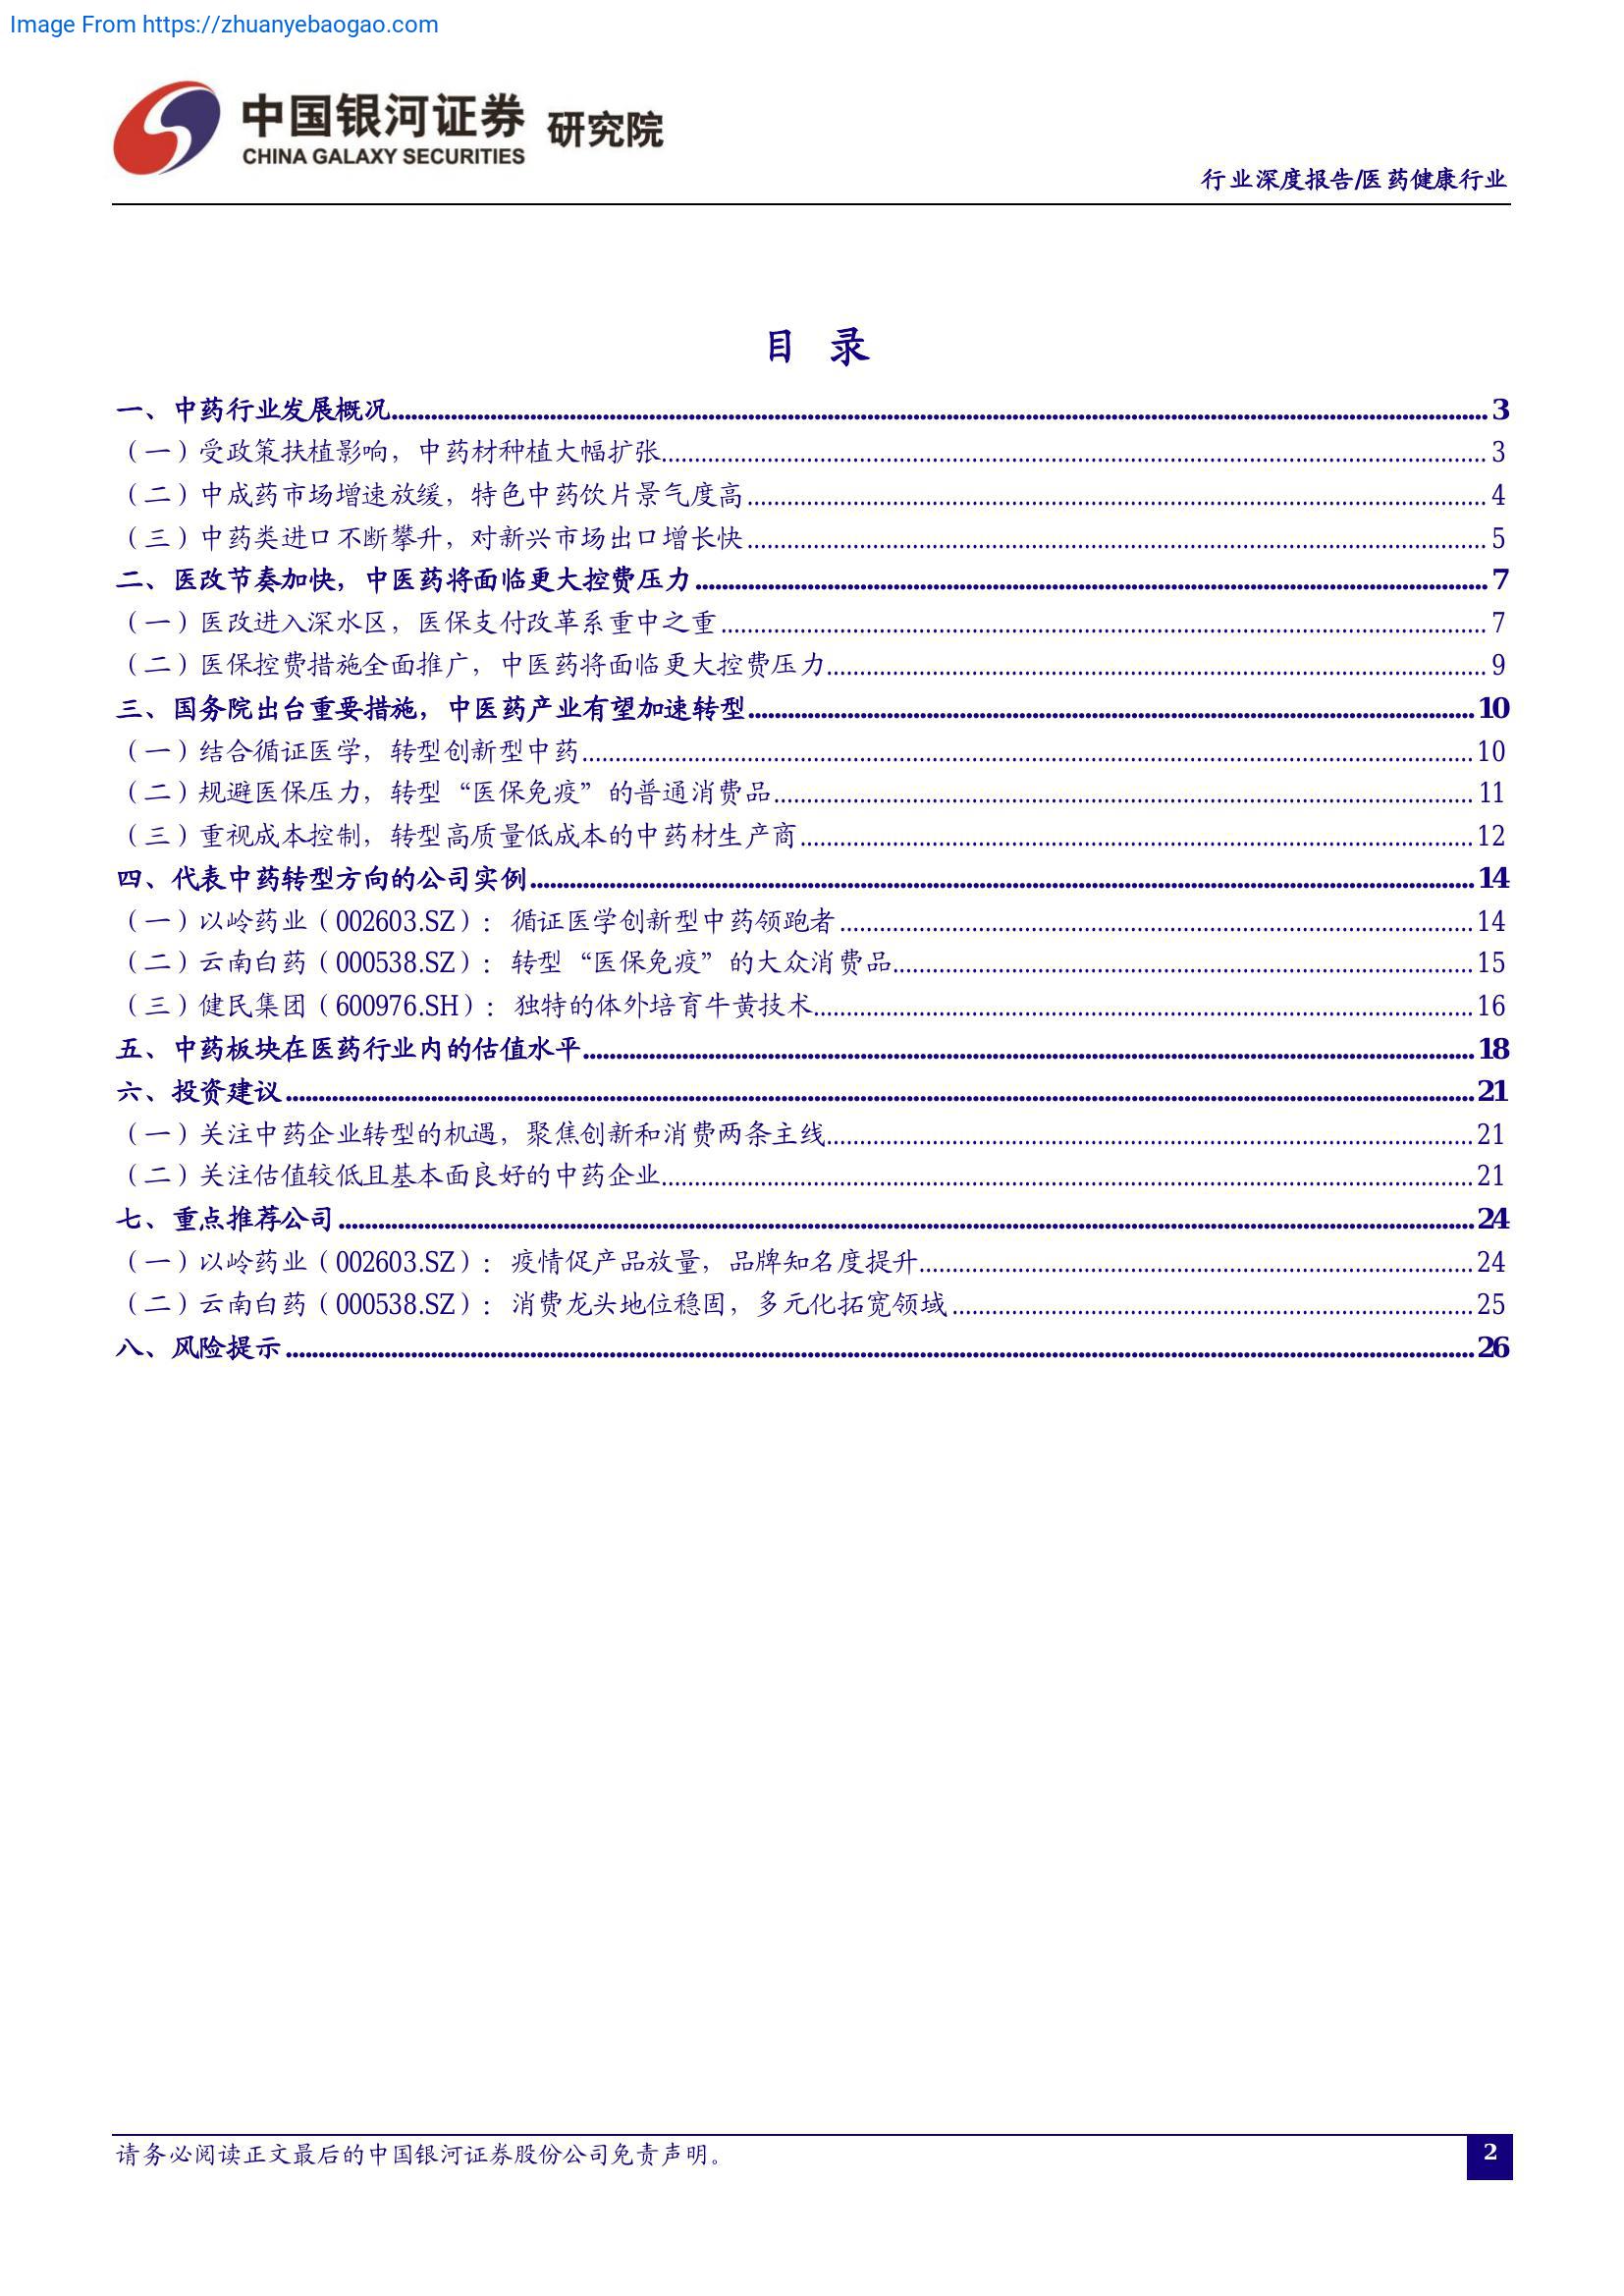 Image From https://zhuanyebaogao.com
中国银河证券 研究院
CHINA GALAXY SECURITIES
行业深度报告/医药健康行业
目 录
一、中药行业发展概况 3
（一）受政策扶植影响，中药材种植大幅扩张 3
（二）中成药市场增速放缓，特色中药饮片景气度高 4
（三）中药类进口不断攀升，对新兴市场出口增长快 5
二、医改节奏加快，中医药将面临更大控费压力 7
（一）医改进入深水区，医保支付改革系重中之重 7
（二）医保控费措施全面推广，中医药将面临更大控费压力 9
三、国务院出台重要措施，中医药产业有望加速转型 10
（一）结合循证医学，转型创新型中药 10
（二）规避医保压力，转型“医保免疫”的普通消费品 11
（三）重视成本控制，转型高质量低成本的中药材生产商 12
四、代表中药转型方向的公司实例 14
（一）以岭药业（002603.SZ）：循证医学创新型中药领跑者 14
（二）云南白药（000538.SZ）：转型“医保免疫”的大众消费品 15
（三）健民集团（600976.SH）：独特的体外培育牛黄技术 16
五、中药板块在医药行业内的估值水平 18
六、投资建议 21
（一）关注中药企业转型的机遇，聚焦创新和消费两条主线 21
（二）关注估值较低且基本面良好的中药企业 21
七、重点推荐公司 24
（一）以岭药业（002603.SZ）：疫情促产品放量，品牌知名度提升 24
（二）云南白药（000538.SZ）：消费龙头地位稳固，多元化拓宽领域 25
八、风险提示 26
请务必阅读正文最后的中国银河证券股份公司免责声明。
2